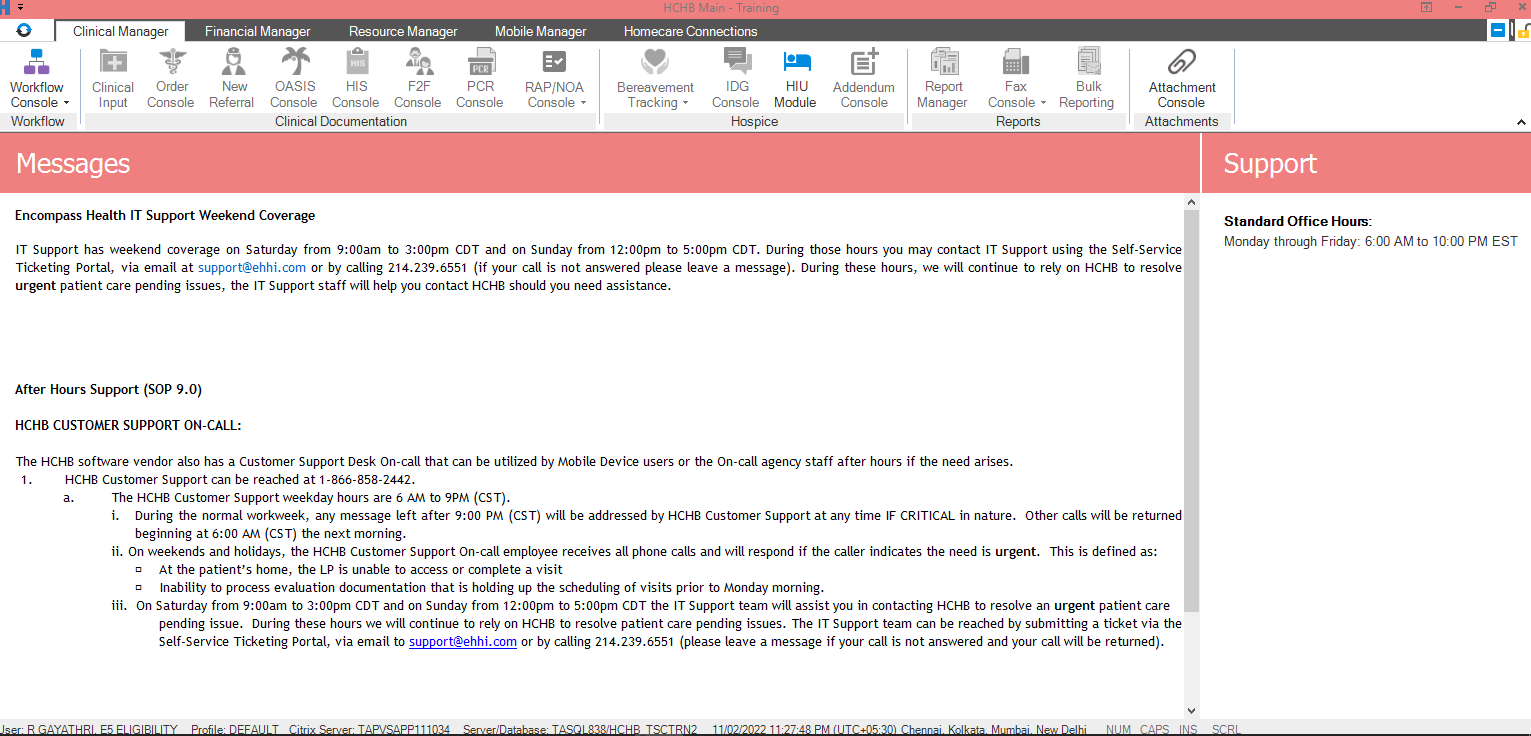 HCHB Main - Training
Clinical Manager Financial Manager Resource Manager Mobile Manager Homecare Connections
Workflow Console
Clinical Input
Order Console
New Referral
OASIS Console
HIS
HIS Console
F2F Console
PCR
PCR Console
RAP/NOA Console
Bereavement Tracking
IDG Console
HIU Module
Addendum Console
Report Manager
Fax Console
Bulk Reporting
Attachment Console
Workflow Clinical Documentation Hospice Reports Attachments
Messages
Support
Encompass Health IT Support Weekend Coverage
IT Support has weekend coverage on Saturday from 9:00am to 3:00pm CDT and on Sunday from 12:00pm to 5:00pm CDT. During those hours you may contact IT Support using the Self-Service
Ticketing Portal, via email at support@ehhi.com or by calling 214.239.6551 (if your call is not answered please leave a message). During these hours, we will continue to rely on HCHB to resolve
urgent patient care pending issues, the IT Support staff will help you contact HCHB should you need assistance.
After Hours Support (SOP 9.0)
HCHB CUSTOMER SUPPORT ON-CALL:
The HCHB software vendor also has a Customer Support Desk On-call that can be utilized by Mobile Device users or the On-call agency staff after hours if the need arises.
1. HCHB Customer Support can be reached at 1-866-858-2442.
a. The HCHB Customer Support weekday hours are 6 AM to 9PM (CST).
i. During the normal workweek, any message left after 9:00 PM (CST) will be addressed by HCHB Customer Support at any time IF CRITICAL in nature. Other calls will be returned
beginning at 6:00 AM (CST) the next morning.
ii. On weekends and holidays, the HCHB Customer Support On-call employee receives all phone calls and will respond if the caller indicates the need is urgent. This is defined as:
▫ At the patient's home, the LP is unable to access or complete a visit
▫ Inability to process evaluation documentation that is holding up the scheduling of visits prior to Monday morning.
iii. On Saturday from 9:00am to 3:00pm CDT and on Sunday from 12:00pm to 5:00pm CDT the IT Support team will assist you in contacting HCHB to resolve an urgent patient care
pending issue. During these hours we will continue to rely on HCHB to resolve patient care pending issues. The IT Support team can be reached by submitting a ticket via the
Self-Service Ticketing Portal, via email to support@ehhi.com or by calling 214.239.6551 (please leave a message if your call is not answered and your call will be returned).
Standard Office Hours:
Monday through Friday: 6:00 AM to 10:00 PM EST
User: R GAYATHRI, E5 ELIGIBILITY Profile: DEFAULT Citrix Server: TAPVSAPP111034 Server/Database: TASQL838/HCHB_TSCTRN2 11/02/2022 11:27:48 PM (UTC+05:30) Chennai, Kolkata, Mumbai, New Delhi NUM CAPS INS SCRL